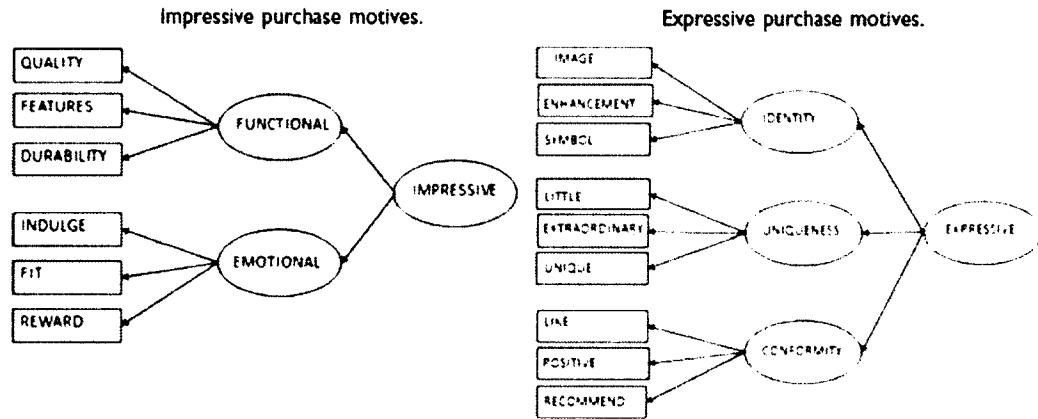 Impressive purchase motives.
QUALITY
FEATURES
DURABILITY
FUNCTIONAL
IMPRESSIVE
INDULGE
FIT
REWARD
EMOTIONAL
Expressive purchase motives.
IMAGE
ENHANCEMENT
SYMBOL
IDENTITY
LITTLE
EXTRAORDINARY
UNIQUE
UNIQUENESS
EXPRESSIVE
LIKE
POSITIVE
RECOMMEND
CONFORMITY